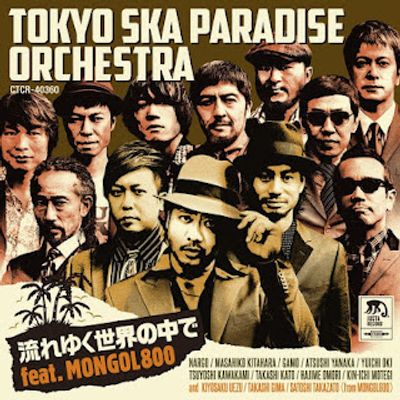 TOKYO SKA PARADISE
ORCHESTRA
CTCR-40360
流れゆく世界の中で
feat. MONGOL800
NARGO / MASAHIKO KITAHARA / GAMO / ATSUSHI YANAKA / YUICHI OKI
TSUYOSHI KAWAKAMI / TAKASHI KATO / HAJIME OMORI / KIN-ICHI MOTEGI
and KIYOSAKU UEZU / TAKASHI GIMA / SATOSHI TAKAZATO (from MONGOL800)